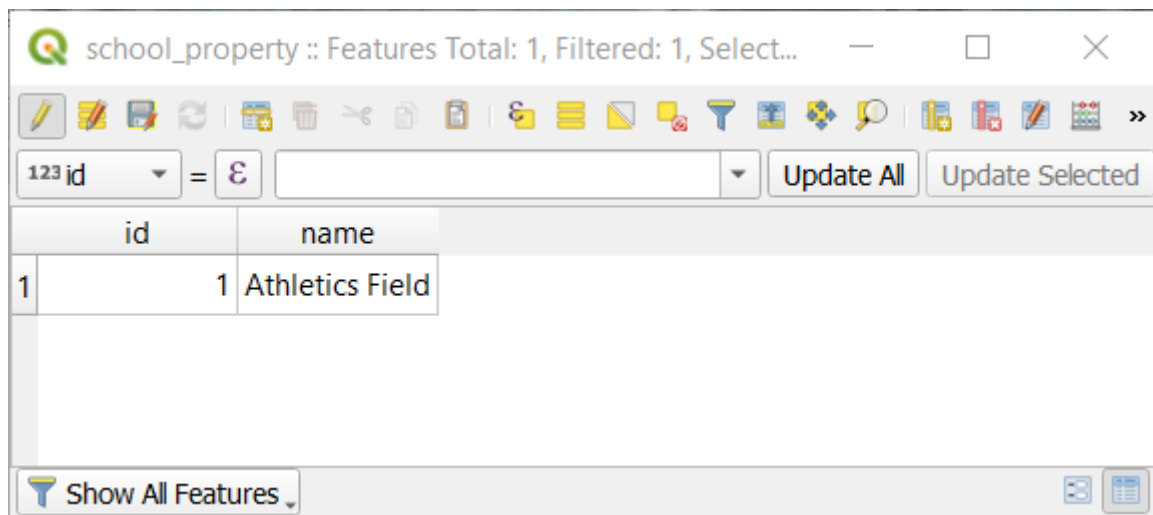 school_property :: Features Total: 1, Filtered: 1, Select...
»
123 id = ε Update All Update Selected
id name
1 1 Athletics Field
Show All Features